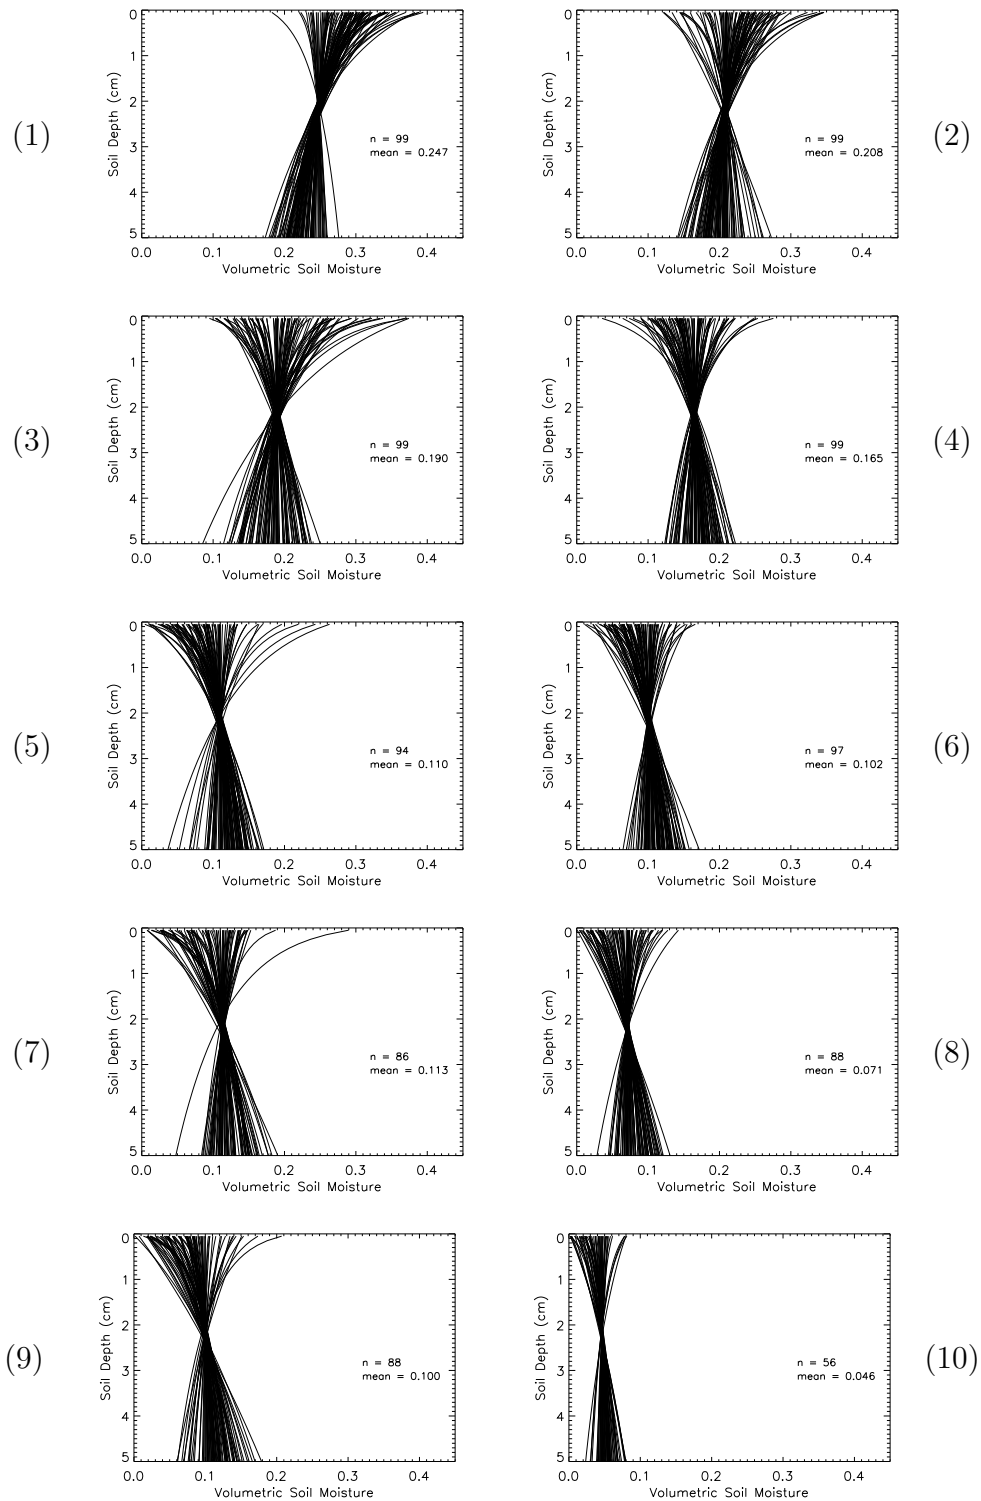 (1)
0
1
2
3
4
5
Soil Depth (cm)
n = 99
mean = 0.247
0.0 0.1 0.2 0.3 0.4
Volumetric Soil Moisture
0
1
2
3
4
5
Soil Depth (cm)
n = 99
mean = 0.208
0.0 0.1 0.2 0.3 0.4
Volumetric Soil Moisture
(2)
(3)
0
1
2
3
4
5
Soil Depth (cm)
n = 99
mean = 0.190
0.0 0.1 0.2 0.3 0.4
Volumetric Soil Moisture
0
1
2
3
4
5
Soil Depth (cm)
n = 99
mean = 0.165
0.0 0.1 0.2 0.3 0.4
Volumetric Soil Moisture
(4)
(5)
0
1
2
3
4
5
Soil Depth (cm)
n = 94
mean = 0.110
0.0 0.1 0.2 0.3 0.4
Volumetric Soil Moisture
0
1
2
3
4
5
Soil Depth (cm)
n = 97
mean = 0.102
0.0 0.1 0.2 0.3 0.4
Volumetric Soil Moisture
(6)
(7)
0
1
2
3
4
5
Soil Depth (cm)
n = 86
mean = 0.113
0.0 0.1 0.2 0.3 0.4
Volumetric Soil Moisture
0
1
2
3
4
5
Soil Depth (cm)
n = 88
mean = 0.071
0.0 0.1 0.2 0.3 0.4
Volumetric Soil Moisture
(8)
(9)
0
1
2
3
4
5
Soil Depth (cm)
n = 88
mean = 0.100
0.0 0.1 0.2 0.3 0.4
Volumetric Soil Moisture
0
1
2
3
4
5
Soil Depth (cm)
n = 56
mean = 0.046
0.0 0.1 0.2 0.3 0.4
Volumetric Soil Moisture
(10)